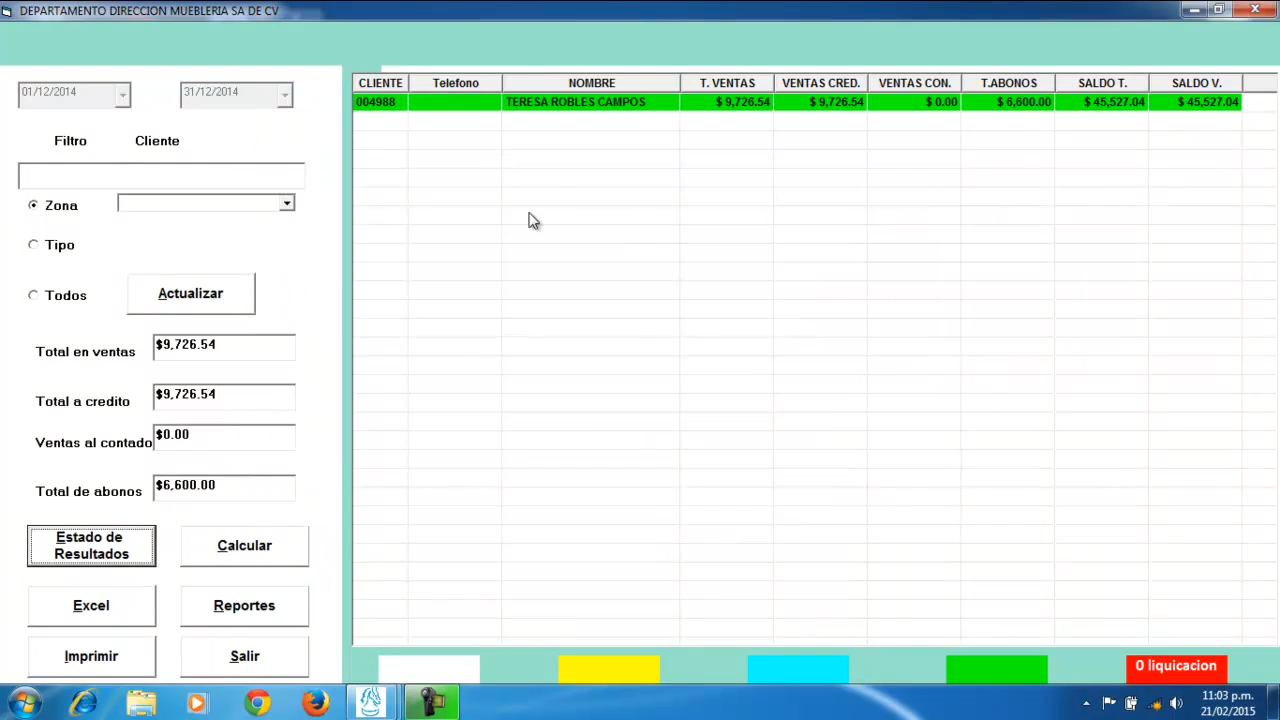 DEPARTAMENTO DIRECCION MUEBLERIA SA DE CV
01/12/2014 31/12/2014
Filtro Cliente
Zona
Tipo
Todos Actualizar
Total en ventas $9,726.54
Total a credito $9,726.54
Ventas al contado $0.00
Total de abonos $6,600.00
Estado de Resultados Calcular
Excel Reportes
Imprimir Salir
CLIENTE Telefono NOMBRE T. VENTAS VENTAS CRED. VENTAS CON. T.ABONOS SALDO T. SALDO V.
004988 TERESA ROBLES CAMPOS $ 9,726.54 $ 9,726.54 $ 0.00 $ 6,600.00 $ 45,527.04 $ 45,527.04
0 liquicacion
11:03 p.m.
21/02/2015